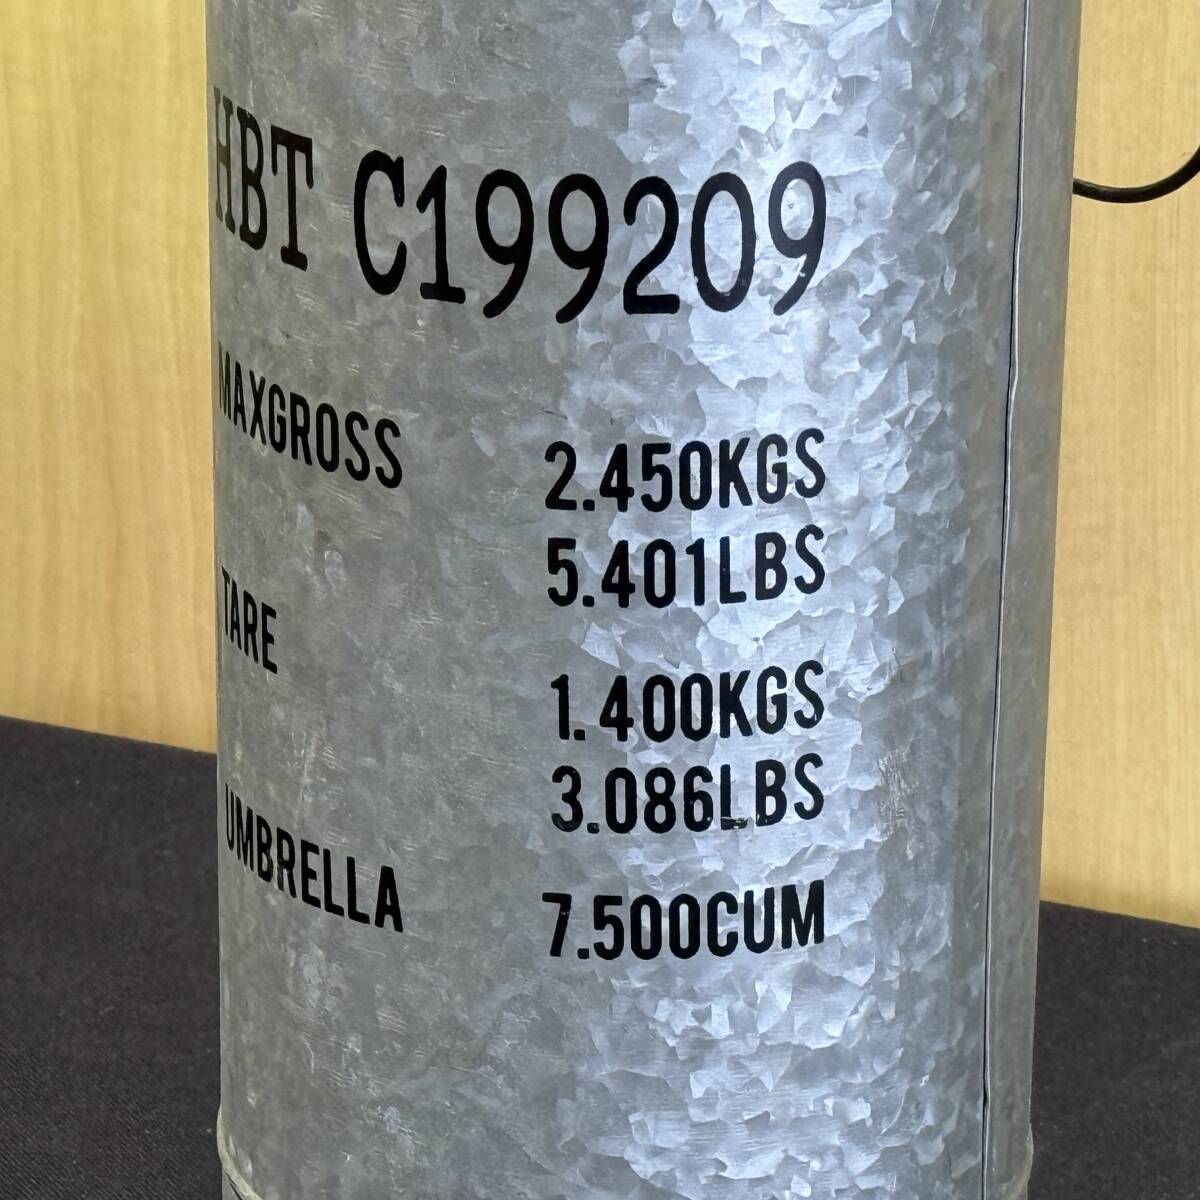 HBT C199209
MAXGROSS 2.450KGS
5.401LBS
TARE 1.400KGS
3.086LBS
UMBRELLA 7.500CUM